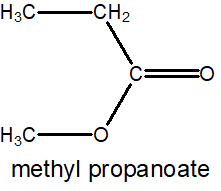 H₃C CH₂
C O
H₃C O
methyl propanoate